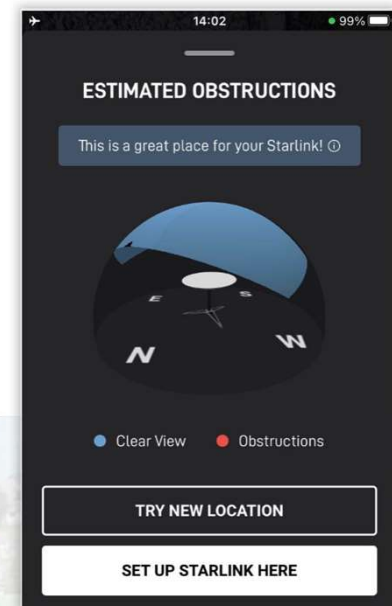 14:02
99%
ESTIMATED OBSTRUCTIONS
This is a great place for your Starlink! ⓘ
E S
N W
Clear View Obstructions
TRY NEW LOCATION
SET UP STARLINK HERE